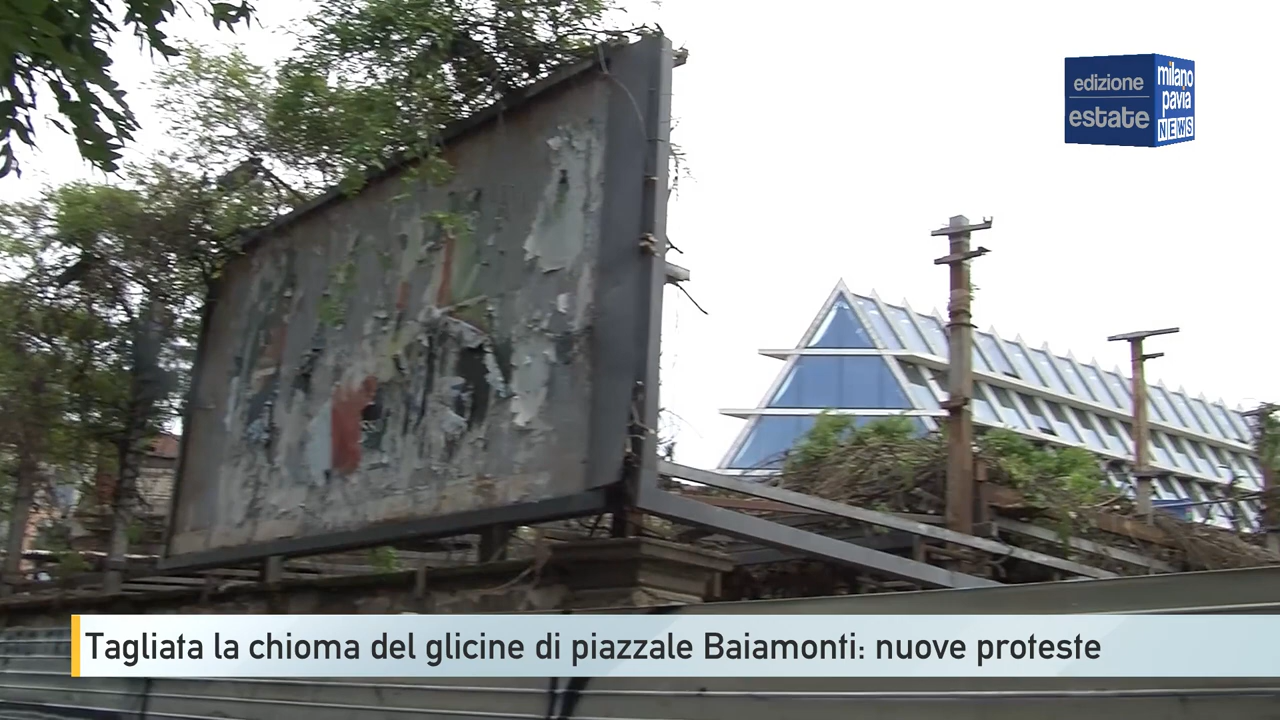 edizione
estate
milano
pavia
NEWS
Tagliata la chioma del glicine di piazzale Baiamonti: nuove proteste